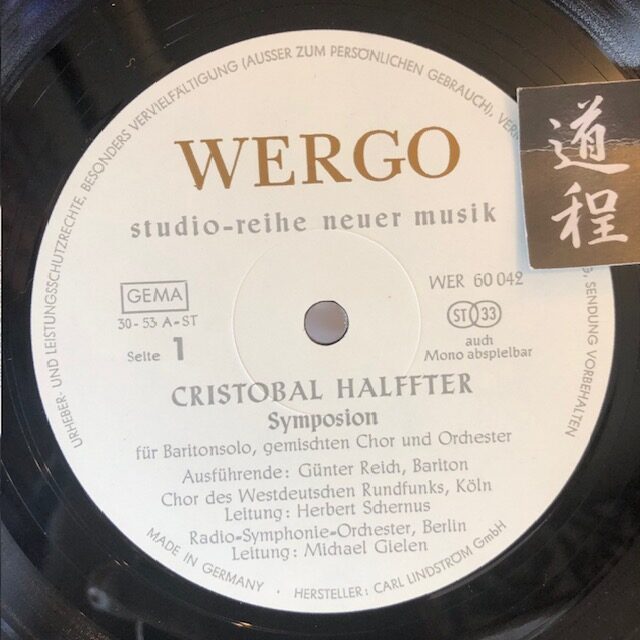 URHEBER- UND LEISTUNGSSCHUTZRECHTE, BESONDERS VERVIELFÄLTIGUNG (AUSSER ZUM PERSÖNLICHEN GEBRAUCH),
SENDUNG VORBEHALTEN
WERGO
道程
studio-reihe neuer musik
GEMA
WER 60 042
30-53 A-ST
ST 33
Seite 1
auch
Mono abspielbar
CRISTOBAL HALFFTER
Symposion
für Baritonsolo, gemischten Chor und Orchester
Ausführende: Günter Reich, Bariton
Chor des Westdeutschen Rundfunks, Köln
Leitung: Herbert Schernus
Radio-Symphonie-Orchester, Berlin
Leitung: Michael Gielen
MADE IN GERMANY · HERSTELLER: CARL LINDSTRÖM GmbH